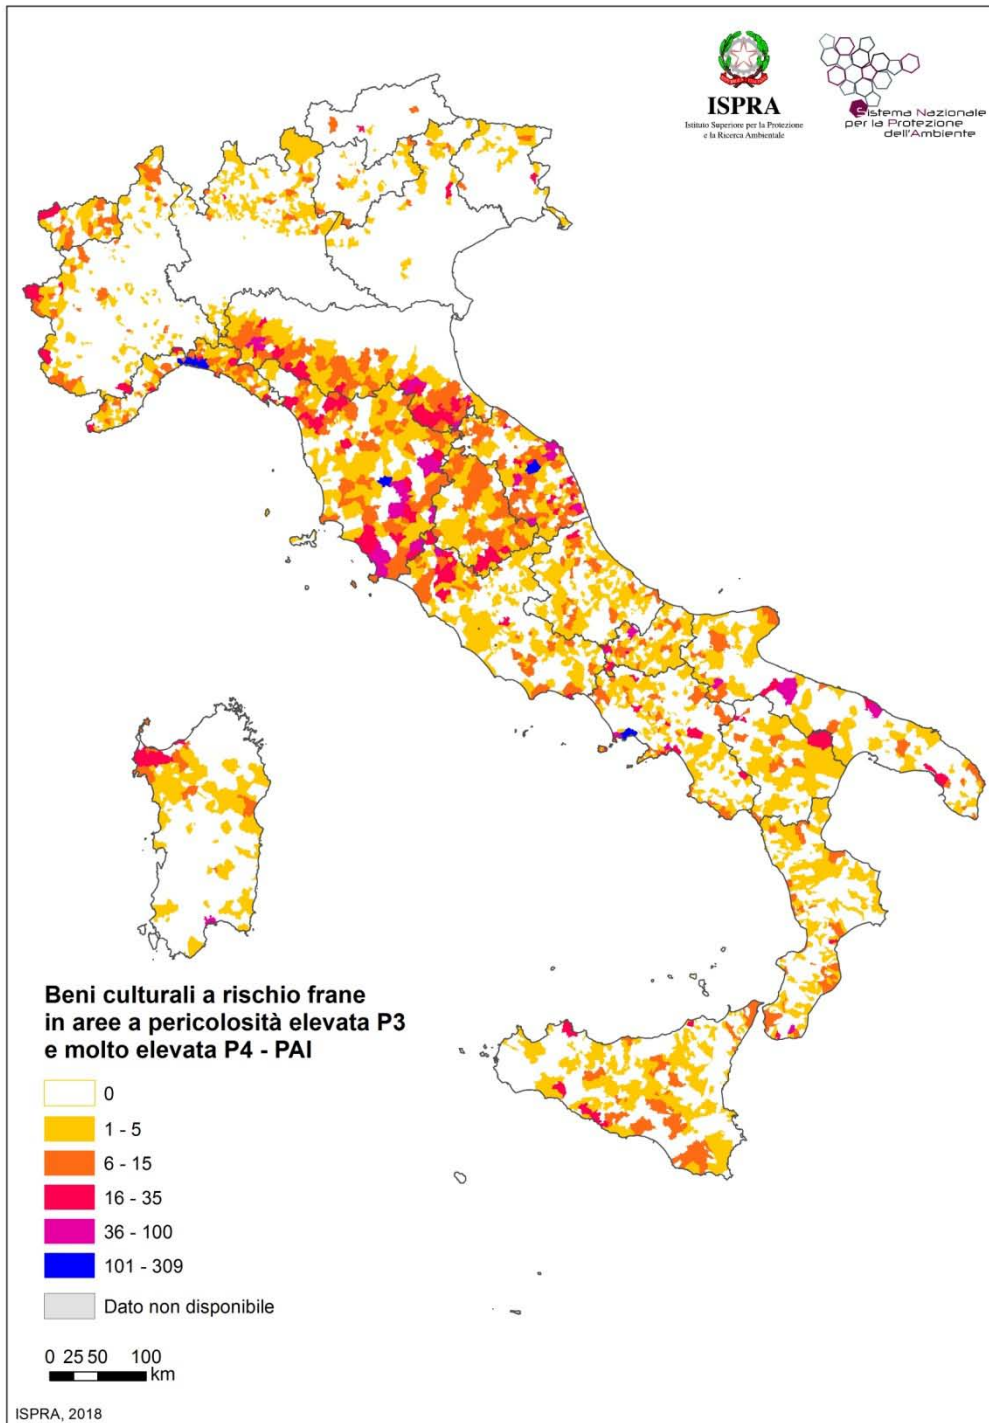 ISPRA
Istituto Superiore per la Protezione
e la Ricerca Ambientale
Sistema Nazionale
per la Protezione
dell'Ambiente
Beni culturali a rischio frane
in aree a pericolosità elevata P3
e molto elevata P4 - PAI
0
1 - 5
6 - 15
16 - 35
36 - 100
101 - 309
Dato non disponibile
0 25 50 100
km
ISPRA, 2018